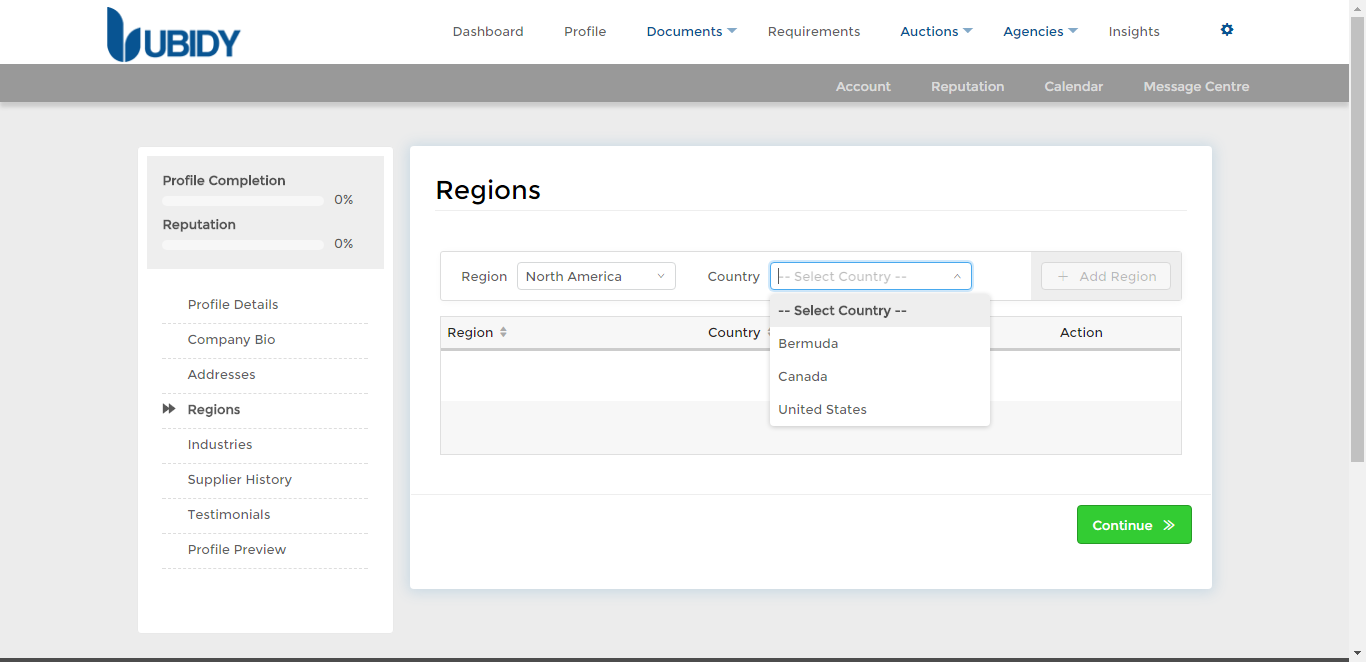 UBIDY
Dashboard Profile Documents Requirements Auctions Agencies Insights
Account Reputation Calendar Message Centre
Profile Completion
0%
Reputation
0%
Profile Details
Company Bio
Addresses
Regions
Industries
Supplier History
Testimonials
Profile Preview
Regions
Region North America Country -- Select Country -- + Add Region
-- Select Country --
Bermuda
Canada
United States
Region Country Action
Continue